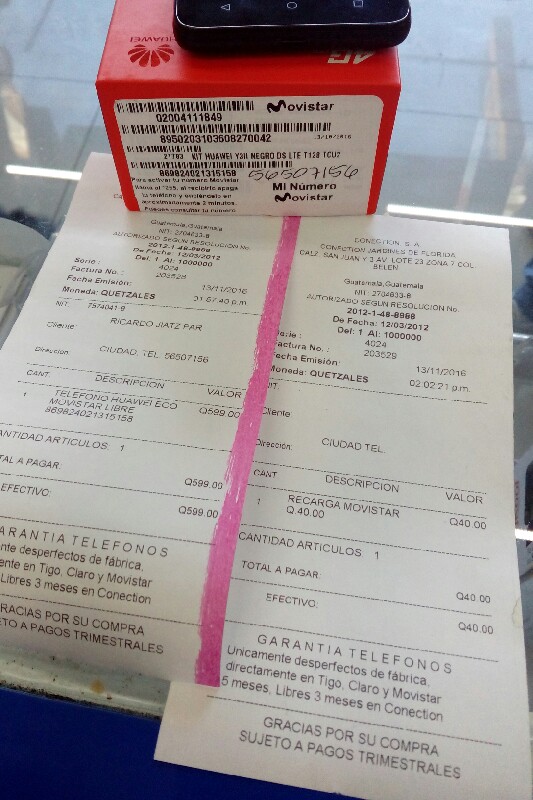 HUAWEI
4G
Movistar
02004111849
3/10/2016
8950203103508270042
2*703 KIT HUAWEI Y3II NEGRO DS LTE T128 TCU2
869824021315159
56507156
Para activar tu número Movistar
llama al *255, al recibirlo apaga
tu teléfono y enciéndelo en
aproximadamente 2 minutos.
Puedes consultar tu número
Mi Número
Movistar
Guatemala,Guatemala
NIT: 2704833-8
AUTORIZADO SEGUN RESOLUCION No.
2012-1-48-8968
De Fecha: 12/03/2012
Del: 1 Al: 1000000
Serie : 4024
Factura No. : 203528
Fecha Emisión: 13/11/2016
Moneda: QUETZALES 01:57:40 p.m.
NIT: 7574041-9
Cliente: RICARDO JIATZ PAR
Direccion: CIUDAD. TEL: 56507156
CANT. DESCRIPCION VALOR
1 TELEFONO HUAWEI ECO Q599.00
MOVISTAR LIBRE
869824021315158
CANTIDAD ARTICULOS: 1
TOTAL A PAGAR: Q599.00
EFECTIVO: Q599.00
GARANTIA TELEFONOS
desperfectos de fábrica,
en Tigo, Claro y Movistar
Libres 3 meses en Conection
GRACIAS POR SU COMPRA
SUJETO A PAGOS TRIMESTRALES
CONECTION, S. A.
CONECTION JARDINES DE FLORIDA
CALZ. SAN JUAN Y 3 AV. LOTE 23 ZONA 7 COL
BELEN
Guatemala,Guatemala
NIT: 2704833-8
AUTORIZADO SEGUN RESOLUCION No.
2012-1-48-8968
De Fecha: 12/03/2012
Del: 1 Al: 1000000
Serie : 4024
Factura No. : 203529
Fecha Emisión: 13/11/2016
Moneda: QUETZALES 02:02:21 p.m.
NIT:
Cliente:
Dirección: CIUDAD TEL.
CANT. DESCRIPCION VALOR
1 RECARGA MOVISTAR Q40.00
Q.40.00
CANTIDAD ARTICULOS: 1
TOTAL A PAGAR: Q40.00
EFECTIVO: Q40.00
GARANTIA TELEFONOS
Unicamente desperfectos de fábrica,
directamente en Tigo, Claro y Movistar
5 meses, Libres 3 meses en Conection
GRACIAS POR SU COMPRA
SUJETO A PAGOS TRIMESTRALES